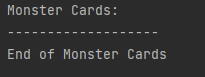 Monster Cards:
-------------------
End of Monster Cards